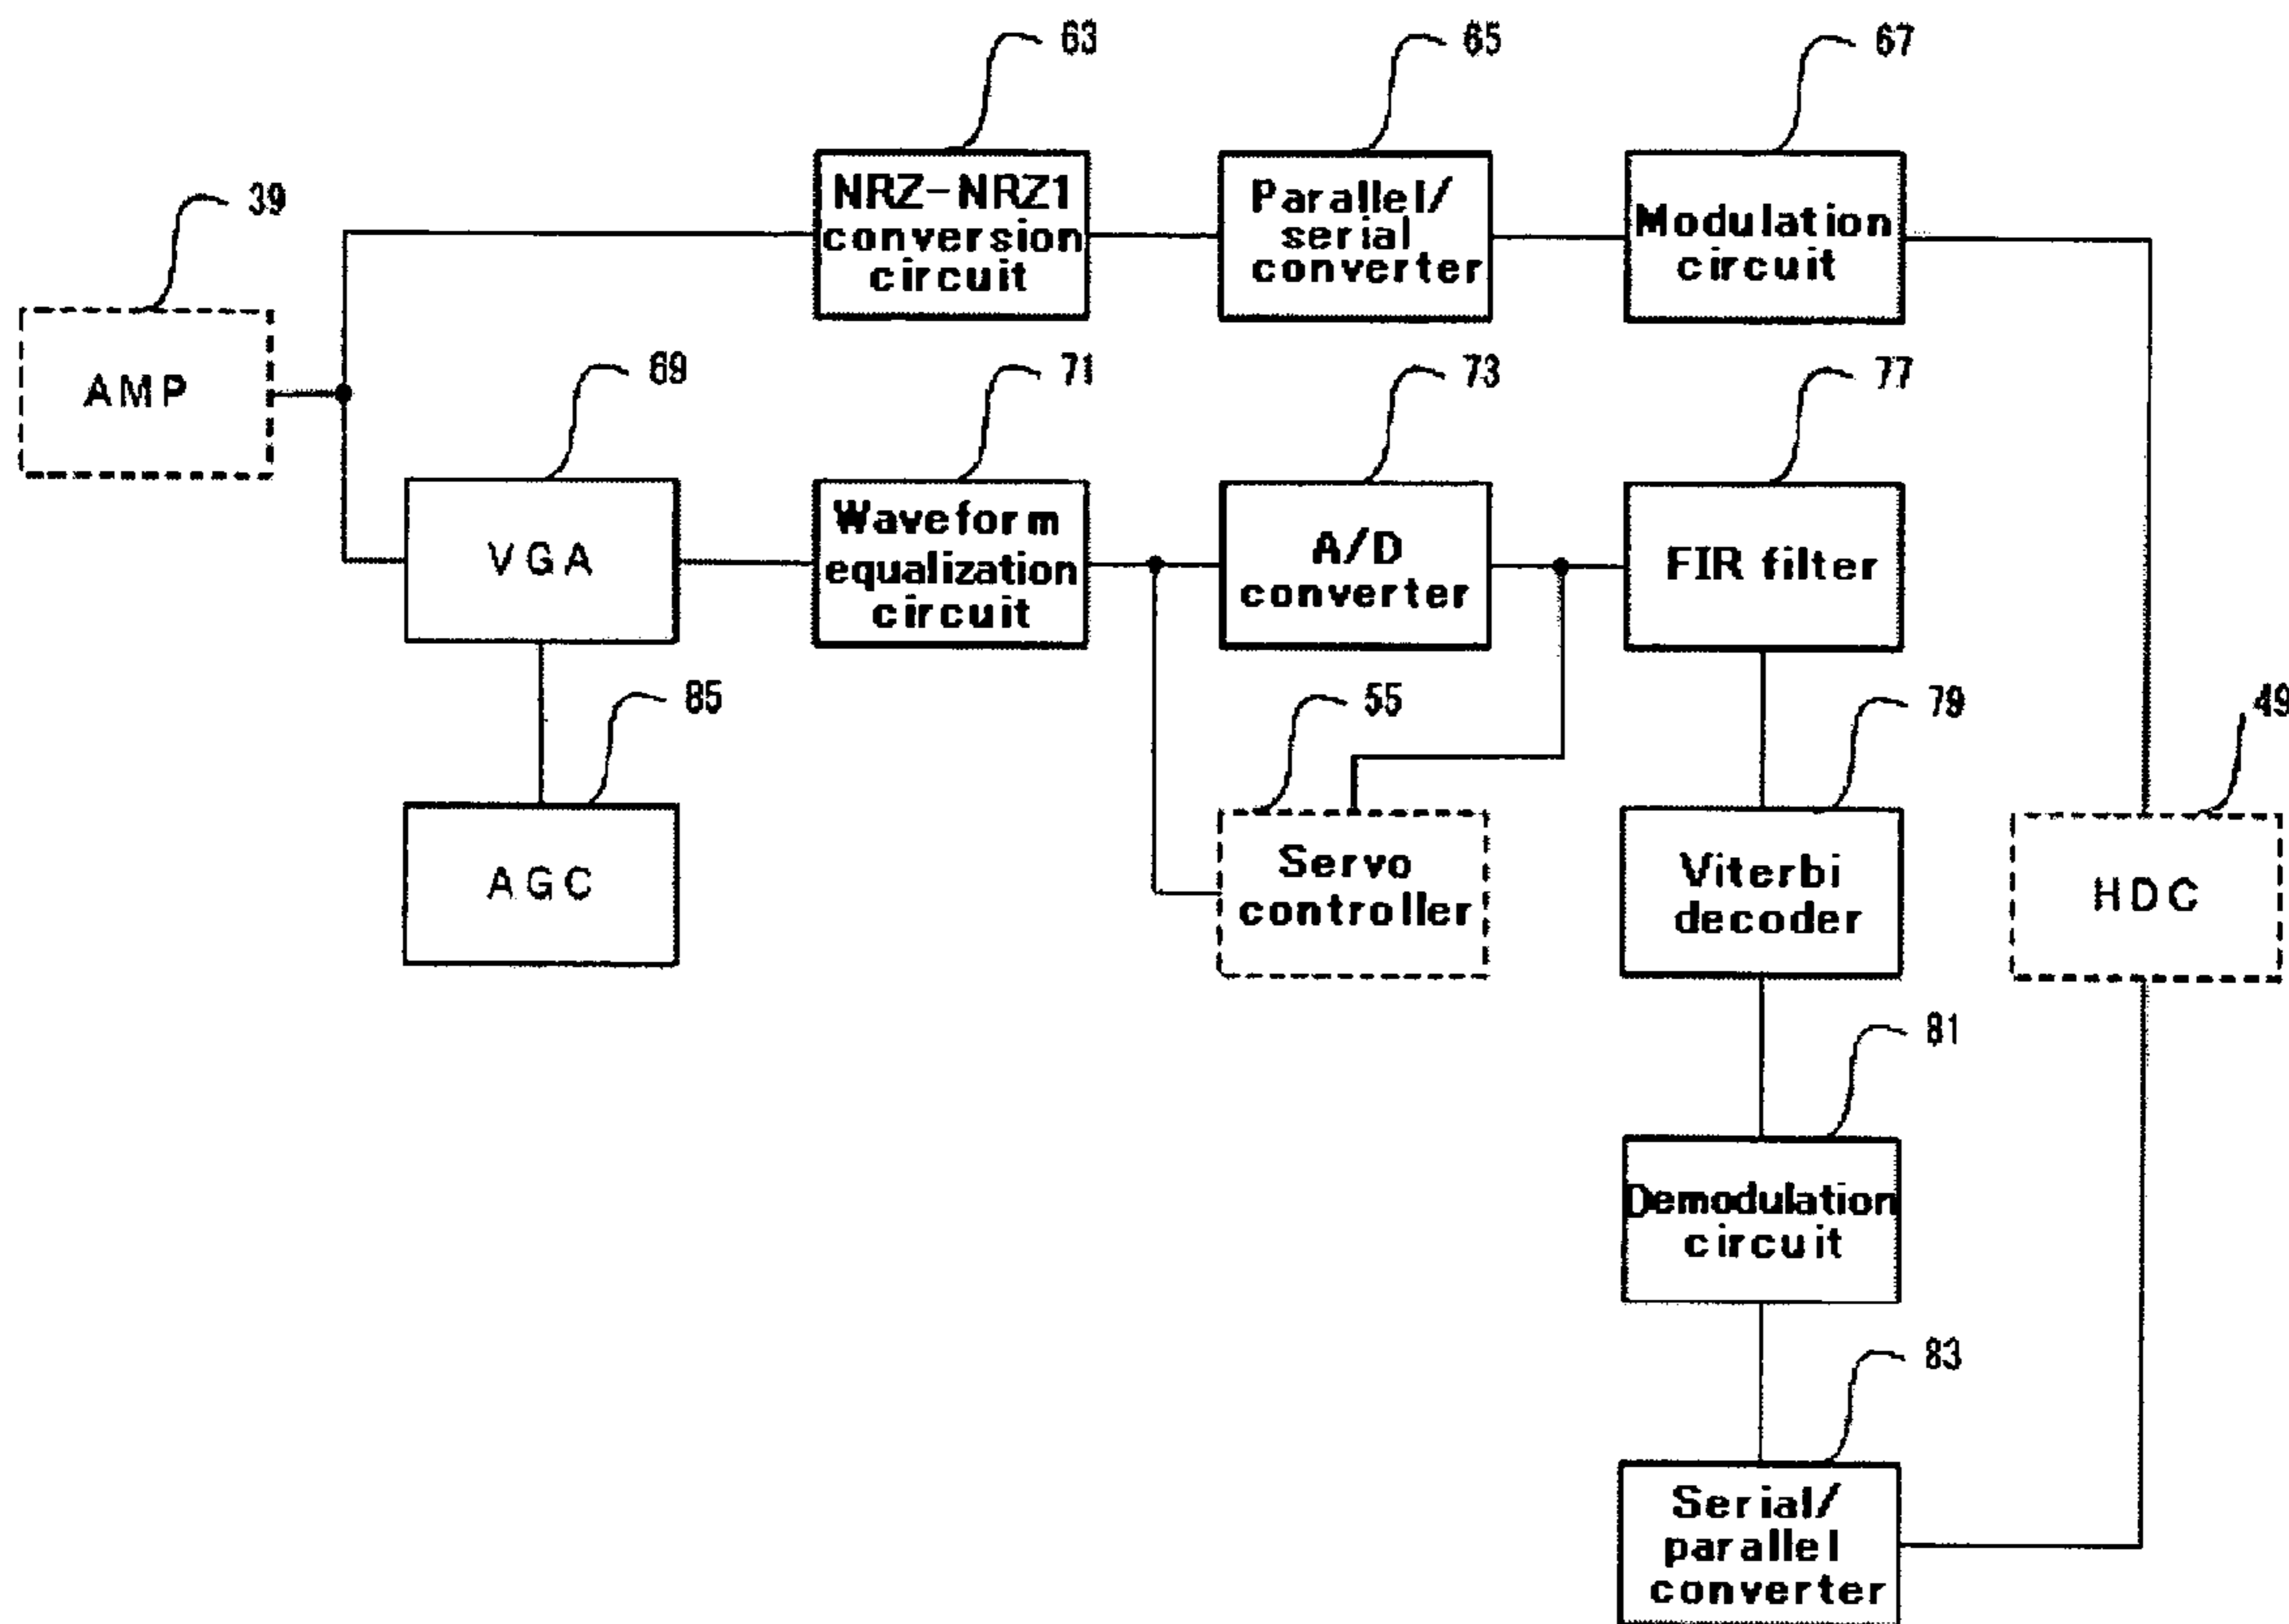 63
65
67
39
NRZ-NRZ1
conversion
circuit
Parallel/
serial
converter
Modulation
circuit
AMP
69
71
73
77
VGA
Waveform
equalization
circuit
A/D
converter
FIR filter
85
55
79
49
AGC
Servo
controller
Viterbi
decoder
HDC
81
Demodulation
circuit
83
Serial/
parallel
converter